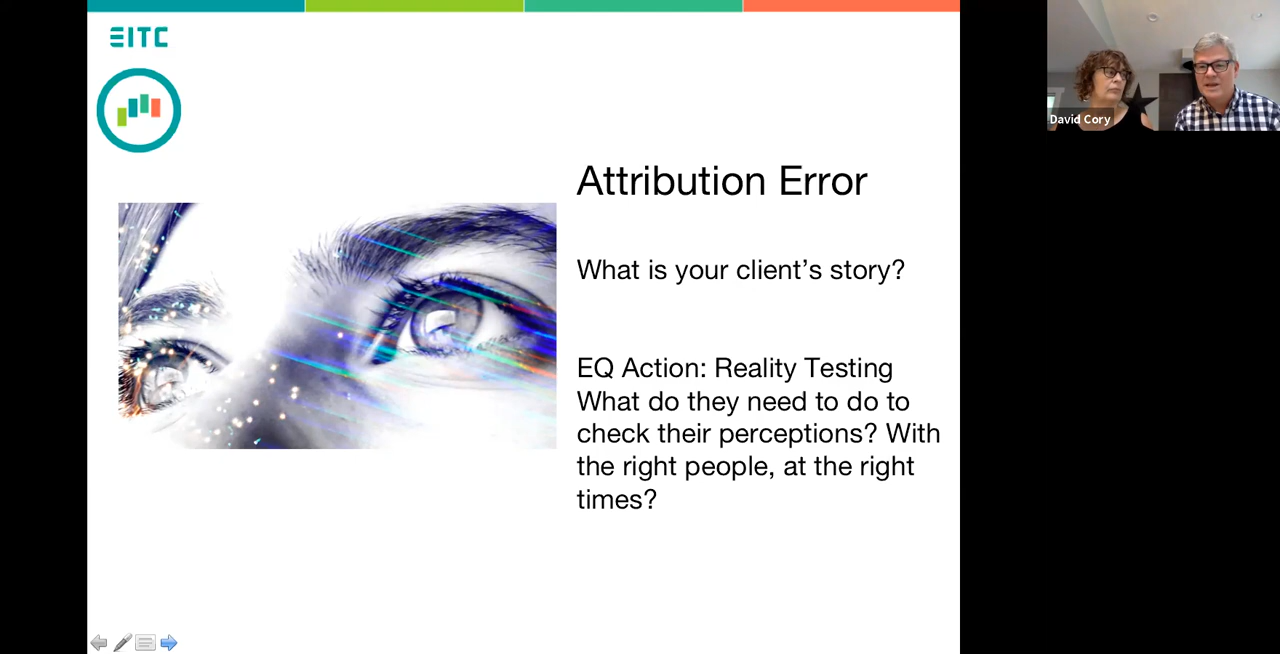 EITC
David Cory
Attribution Error
What is your client’s story?
EQ Action: Reality Testing
What do they need to do to
check their perceptions? With
the right people, at the right
times?